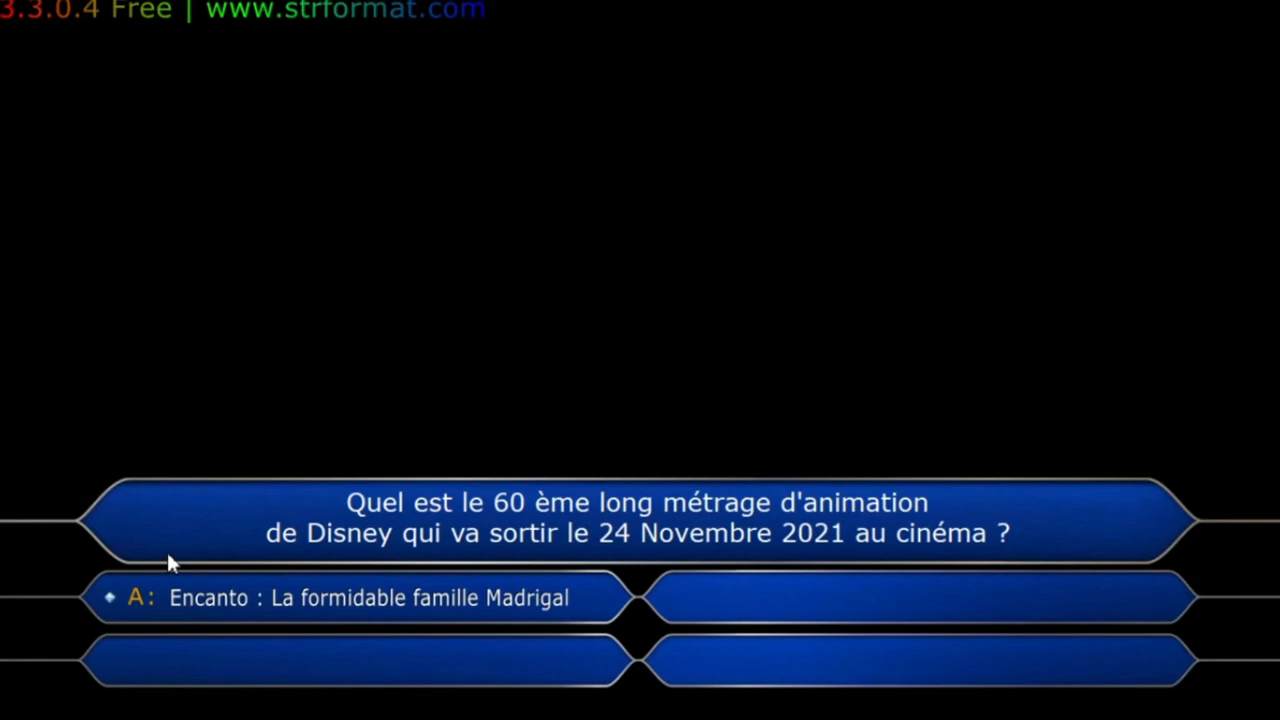 3.3.0.4 Free | www.strformat.com
Quel est le 60 ème long métrage d'animation
de Disney qui va sortir le 24 Novembre 2021 au cinéma ?
A: Encanto : La formidable famille Madrigal